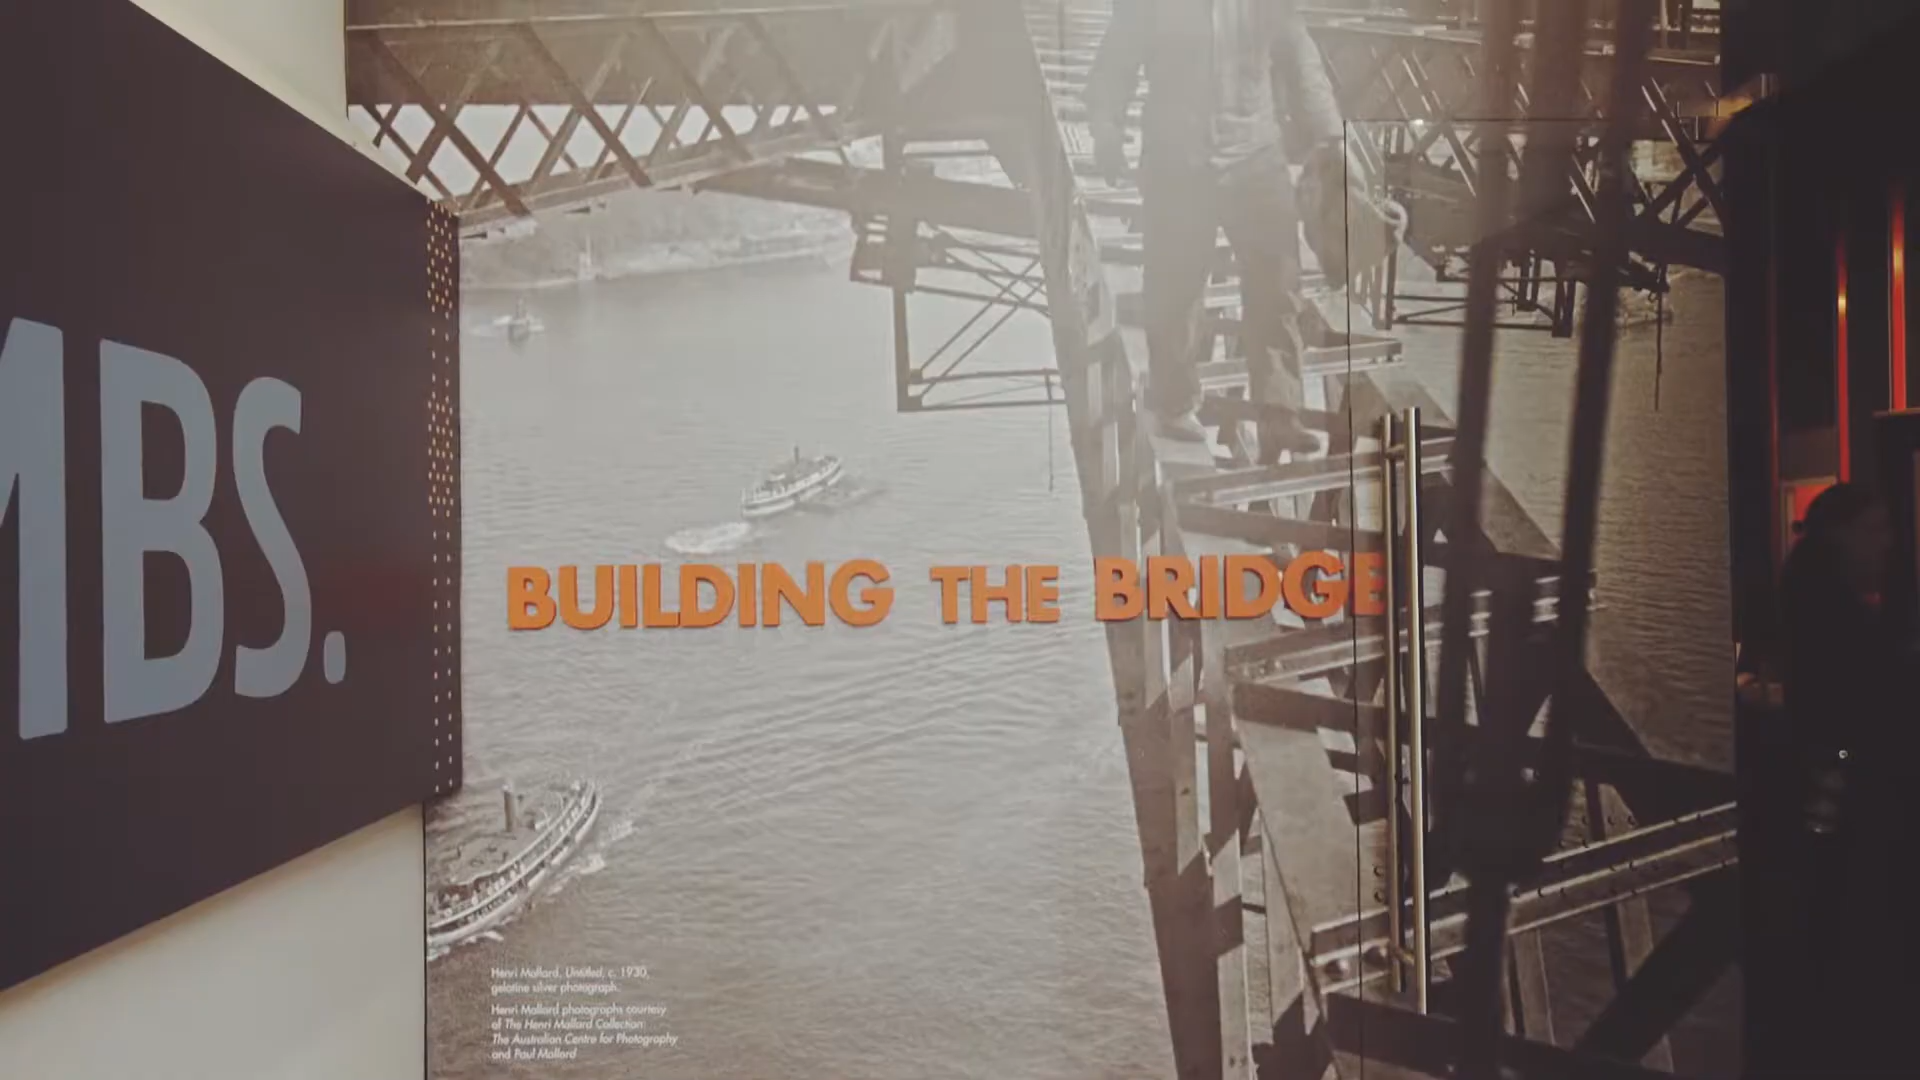 MBS.
BUILDING THE BRIDGE
Henri Mallard, Untitled, c. 1930,
gelatine silver photograph.
Henri Mallard photographs courtesy
of The Henri Mallard Collection:
The Australian Centre for Photography
and Paul Mallard